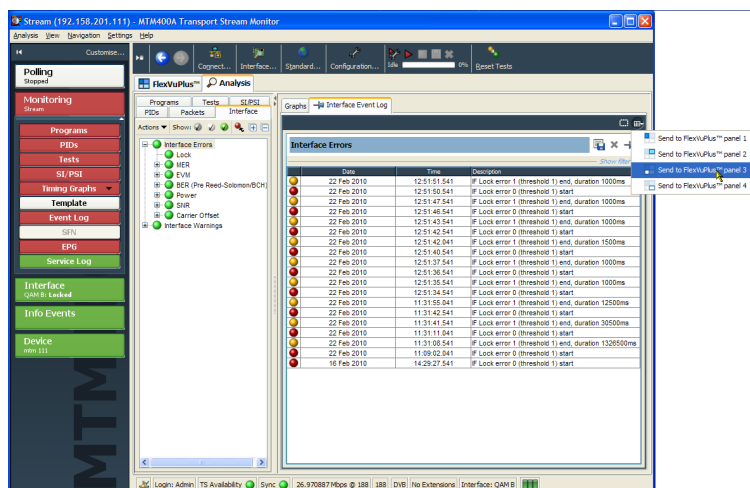 Stream (192.158.201.111) - MTM400A Transport Stream Monitor
Analysis View Navigation Settings Help
Customise...
Polling
Stopped
Monitoring
Stream
Programs
PIDs
Tests
SI/PSI
Timing Graphs
Template
Event Log
SFN
EPG
Service Log
Interface
QAM B: Locked
Info Events
Device
mtm 111
MTM
Connect... Interface... Standard... Configuration... Idle 0% Reset Tests
FlexVuPlus™ Analysis
Programs Tests SI/PSI
PIDs Packets Interface
Actions Show:
Interface Errors
Lock
MER
EVM
BER (Pre Reed-Solomon/BCH)
Power
SNR
Carrier Offset
Interface Warnings
Graphs Interface Event Log
Interface Errors
Show filter
Date Time Description
22 Feb 2010 12:51:51.541 IF Lock error 1 (threshold 1) end, duration 1000ms
22 Feb 2010 12:51:50.541 IF Lock error 0 (threshold 1) start
22 Feb 2010 12:51:47.541 IF Lock error 1 (threshold 1) end, duration 1000ms
22 Feb 2010 12:51:46.541 IF Lock error 0 (threshold 1) start
22 Feb 2010 12:51:43.541 IF Lock error 1 (threshold 1) end, duration 1000ms
22 Feb 2010 12:51:42.541 IF Lock error 0 (threshold 1) start
22 Feb 2010 12:51:42.041 IF Lock error 1 (threshold 1) end, duration 1500ms
22 Feb 2010 12:51:40.541 IF Lock error 0 (threshold 1) start
22 Feb 2010 12:51:37.541 IF Lock error 1 (threshold 1) end, duration 1000ms
22 Feb 2010 12:51:36.541 IF Lock error 0 (threshold 1) start
22 Feb 2010 12:51:35.541 IF Lock error 1 (threshold 1) end, duration 1000ms
22 Feb 2010 12:51:34.541 IF Lock error 0 (threshold 1) start
22 Feb 2010 11:31:55.041 IF Lock error 1 (threshold 1) end, duration 12500ms
22 Feb 2010 11:31:42.541 IF Lock error 0 (threshold 1) start
22 Feb 2010 11:31:41.541 IF Lock error 1 (threshold 1) end, duration 30500ms
22 Feb 2010 11:31:11.041 IF Lock error 0 (threshold 1) start
22 Feb 2010 11:31:08.541 IF Lock error 1 (threshold 1) end, duration 1326500ms
22 Feb 2010 11:09:02.041 IF Lock error 0 (threshold 1) start
16 Feb 2010 14:29:27.541 IF Lock error 0 (threshold 1) start
Send to FlexVuPlus™ panel 1
Send to FlexVuPlus™ panel 2
Send to FlexVuPlus™ panel 3
Send to FlexVuPlus™ panel 4
Login: Admin TS Availability Sync 26.970887 Mbps @ 188 188 DVB No Extensions Interface: QAM B